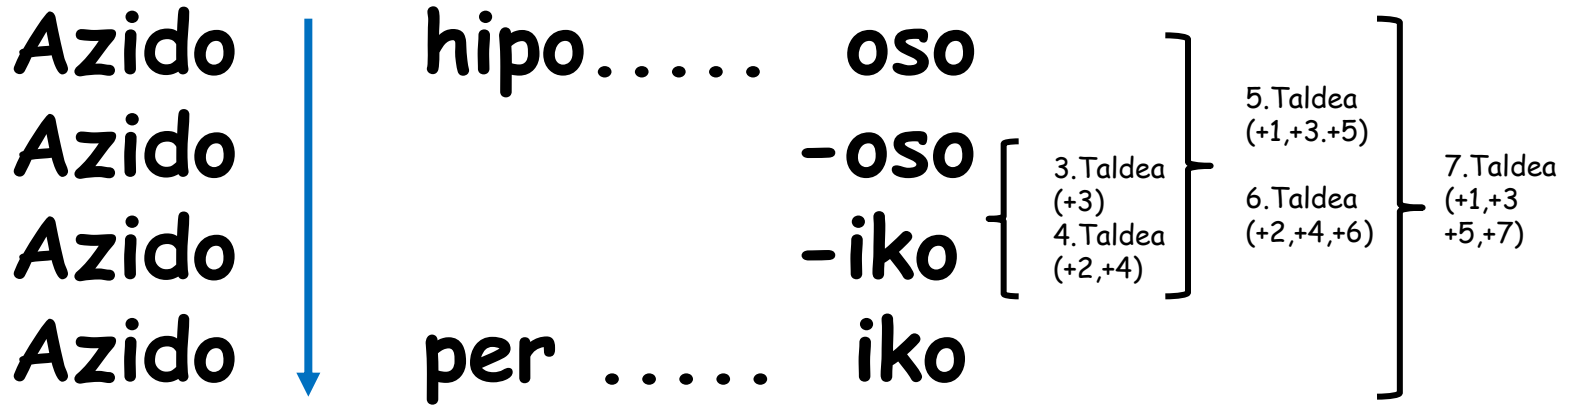 Azido hipo..... oso
Azido -oso
Azido -iko
Azido per ..... iko
3.Taldea
(+3)
4.Taldea
(+2,+4)
5.Taldea
(+1,+3.+5)
6.Taldea
(+2,+4,+6)
7.Taldea
(+1,+3
+5,+7)